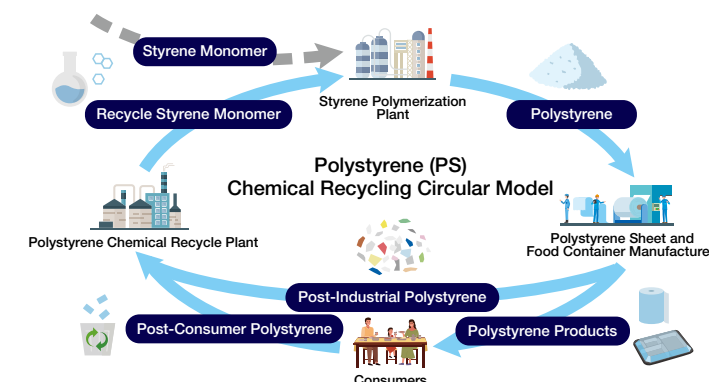 Styrene Monomer
Recycle Styrene Monomer
Styrene Polymerization
Plant
Polystyrene
Polystyrene (PS)
Chemical Recycling Circular Model
Polystyrene Chemical Recycle Plant
Polystyrene Sheet and
Food Container Manufacture
Post-Industrial Polystyrene
Post-Consumer Polystyrene
Polystyrene Products
Consumers